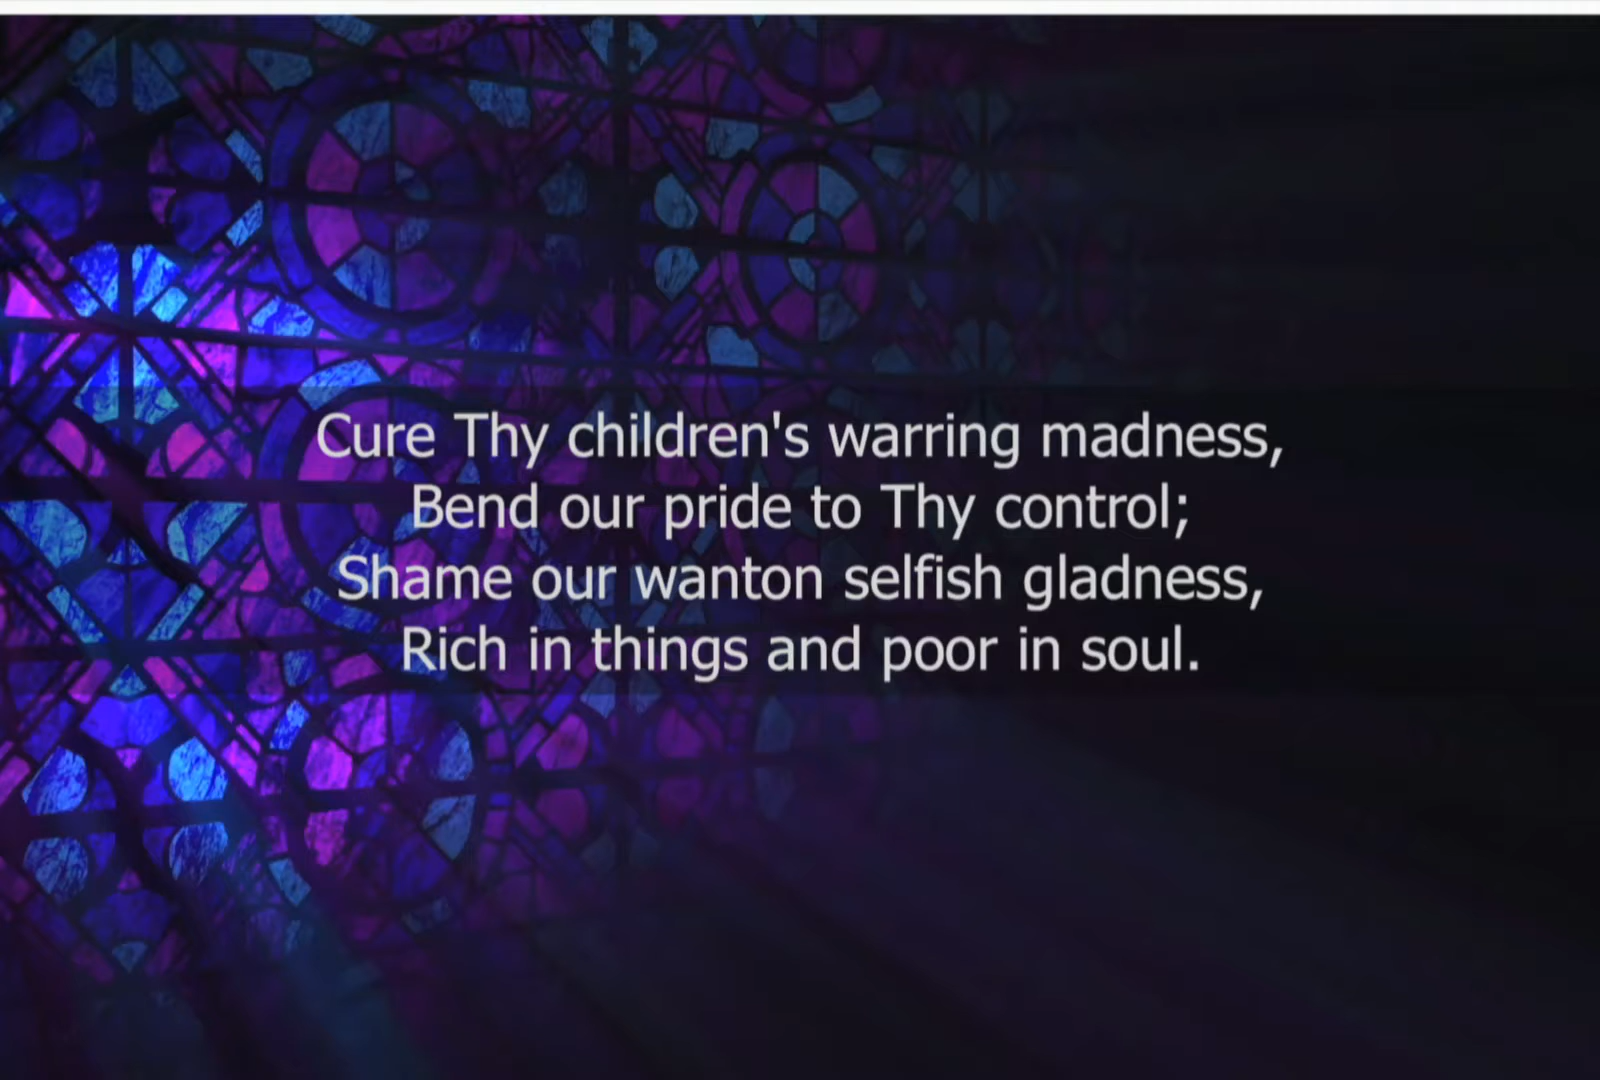 Cure Thy children's warring madness,
Bend our pride to Thy control;
Shame our wanton selfish gladness,
Rich in things and poor in soul.